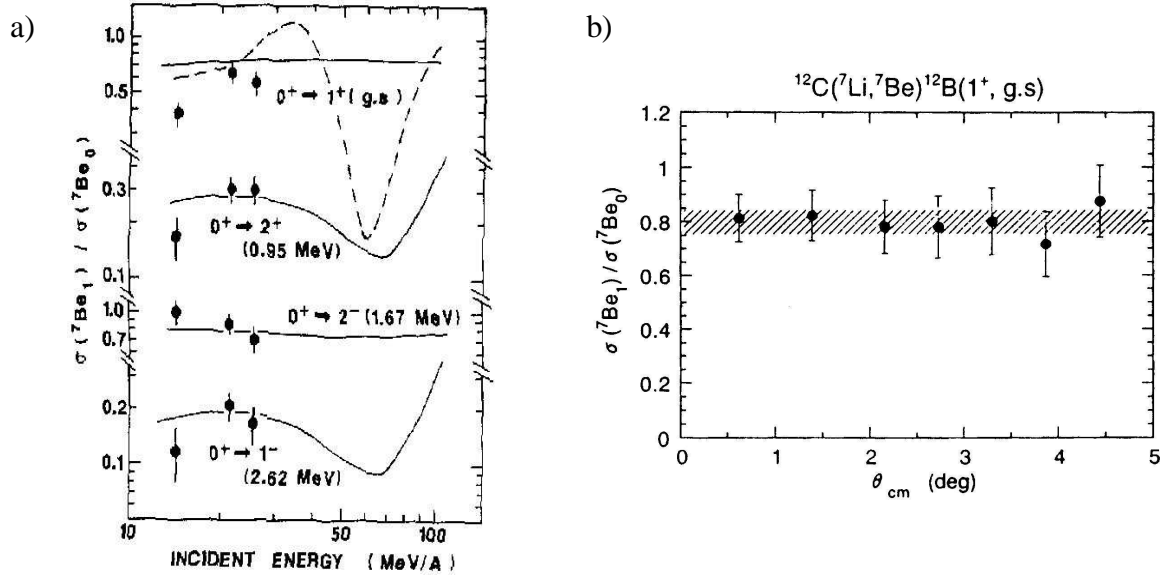 a)
σ(⁷Be₁) / σ(⁷Be₀)
1.0
0.5
0⁺→1⁺(g.s)
0.3
0.1
0⁺→2⁺
(0.95 MeV)
1.0
0.7
0⁺→2⁻(1.67 MeV)
0.2
0.1
0⁺→1⁻
(2.62 MeV)
10
50
100
INCIDENT ENERGY (MeV/A)
b)
¹²C(⁷Li,⁷Be)¹²B(1⁺, g.s)
σ(⁷Be₁)/σ(⁷Be₀)
1.2
1
0.8
0.6
0.4
0.2
0
0 1 2 3 4 5
θcm (deg)